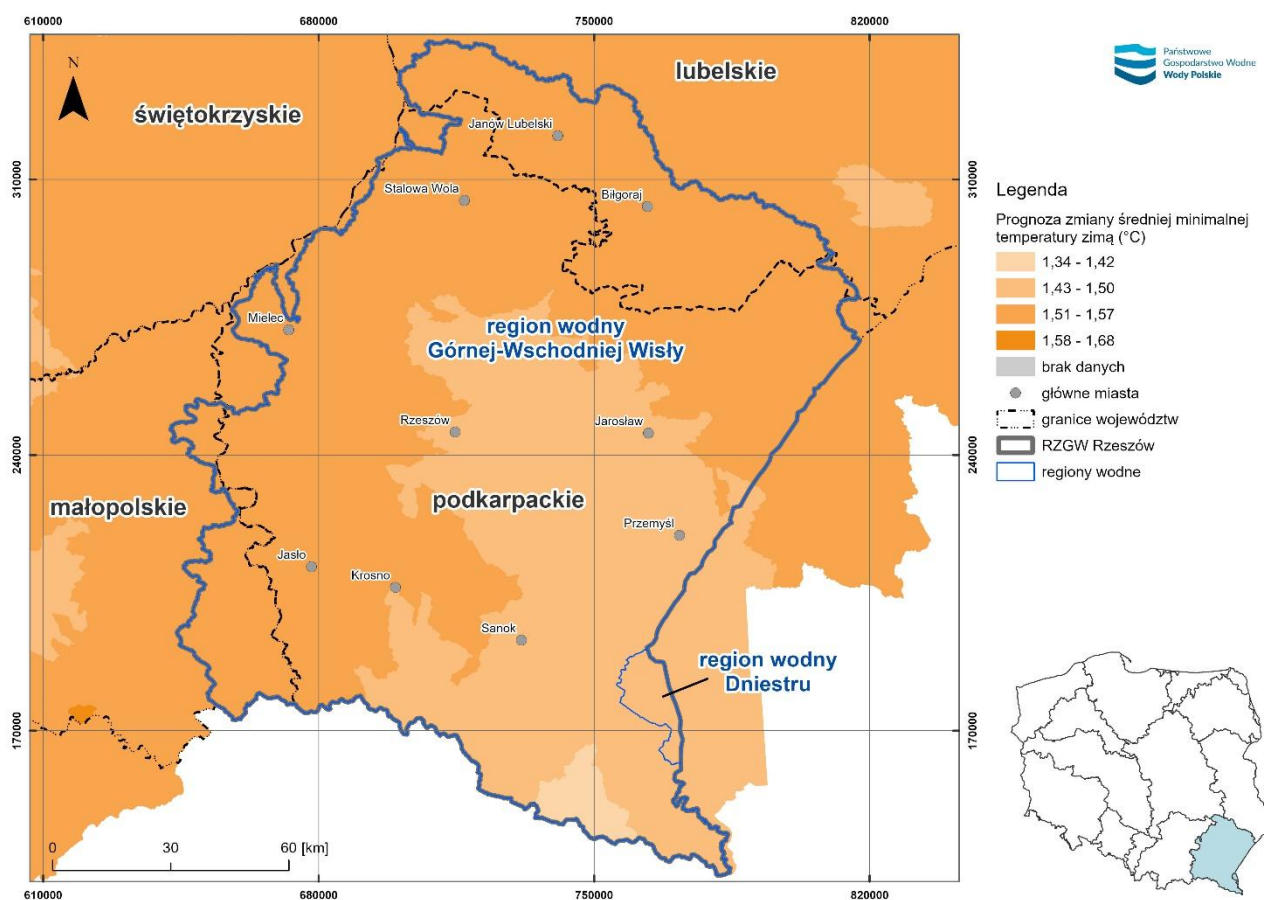 610000
680000
750000
820000
Państwowe
Gospodarstwo Wodne
Wody Polskie
lubelskie
N
świętokrzyskie
Janów Lubelski
310000
310000
Stalowa Wola
Biłgoraj
Legenda
Prognoza zmiany średniej minimalnej
temperatury zimą (°C)
1,34 - 1,42
1,43 - 1,50
1,51 - 1,57
1,58 - 1,68
brak danych
główne miasta
granice województw
RZGW Rzeszów
regiony wodne
Mielec
region wodny
Górnej-Wschodniej Wisły
Rzeszów
Jarosław
240000
240000
małopolskie
podkarpackie
Przemyśl
Jasło
Krosno
Sanok
region wodny
Dniestru
170000
170000
0 30 60 [km]
610000
680000
750000
820000